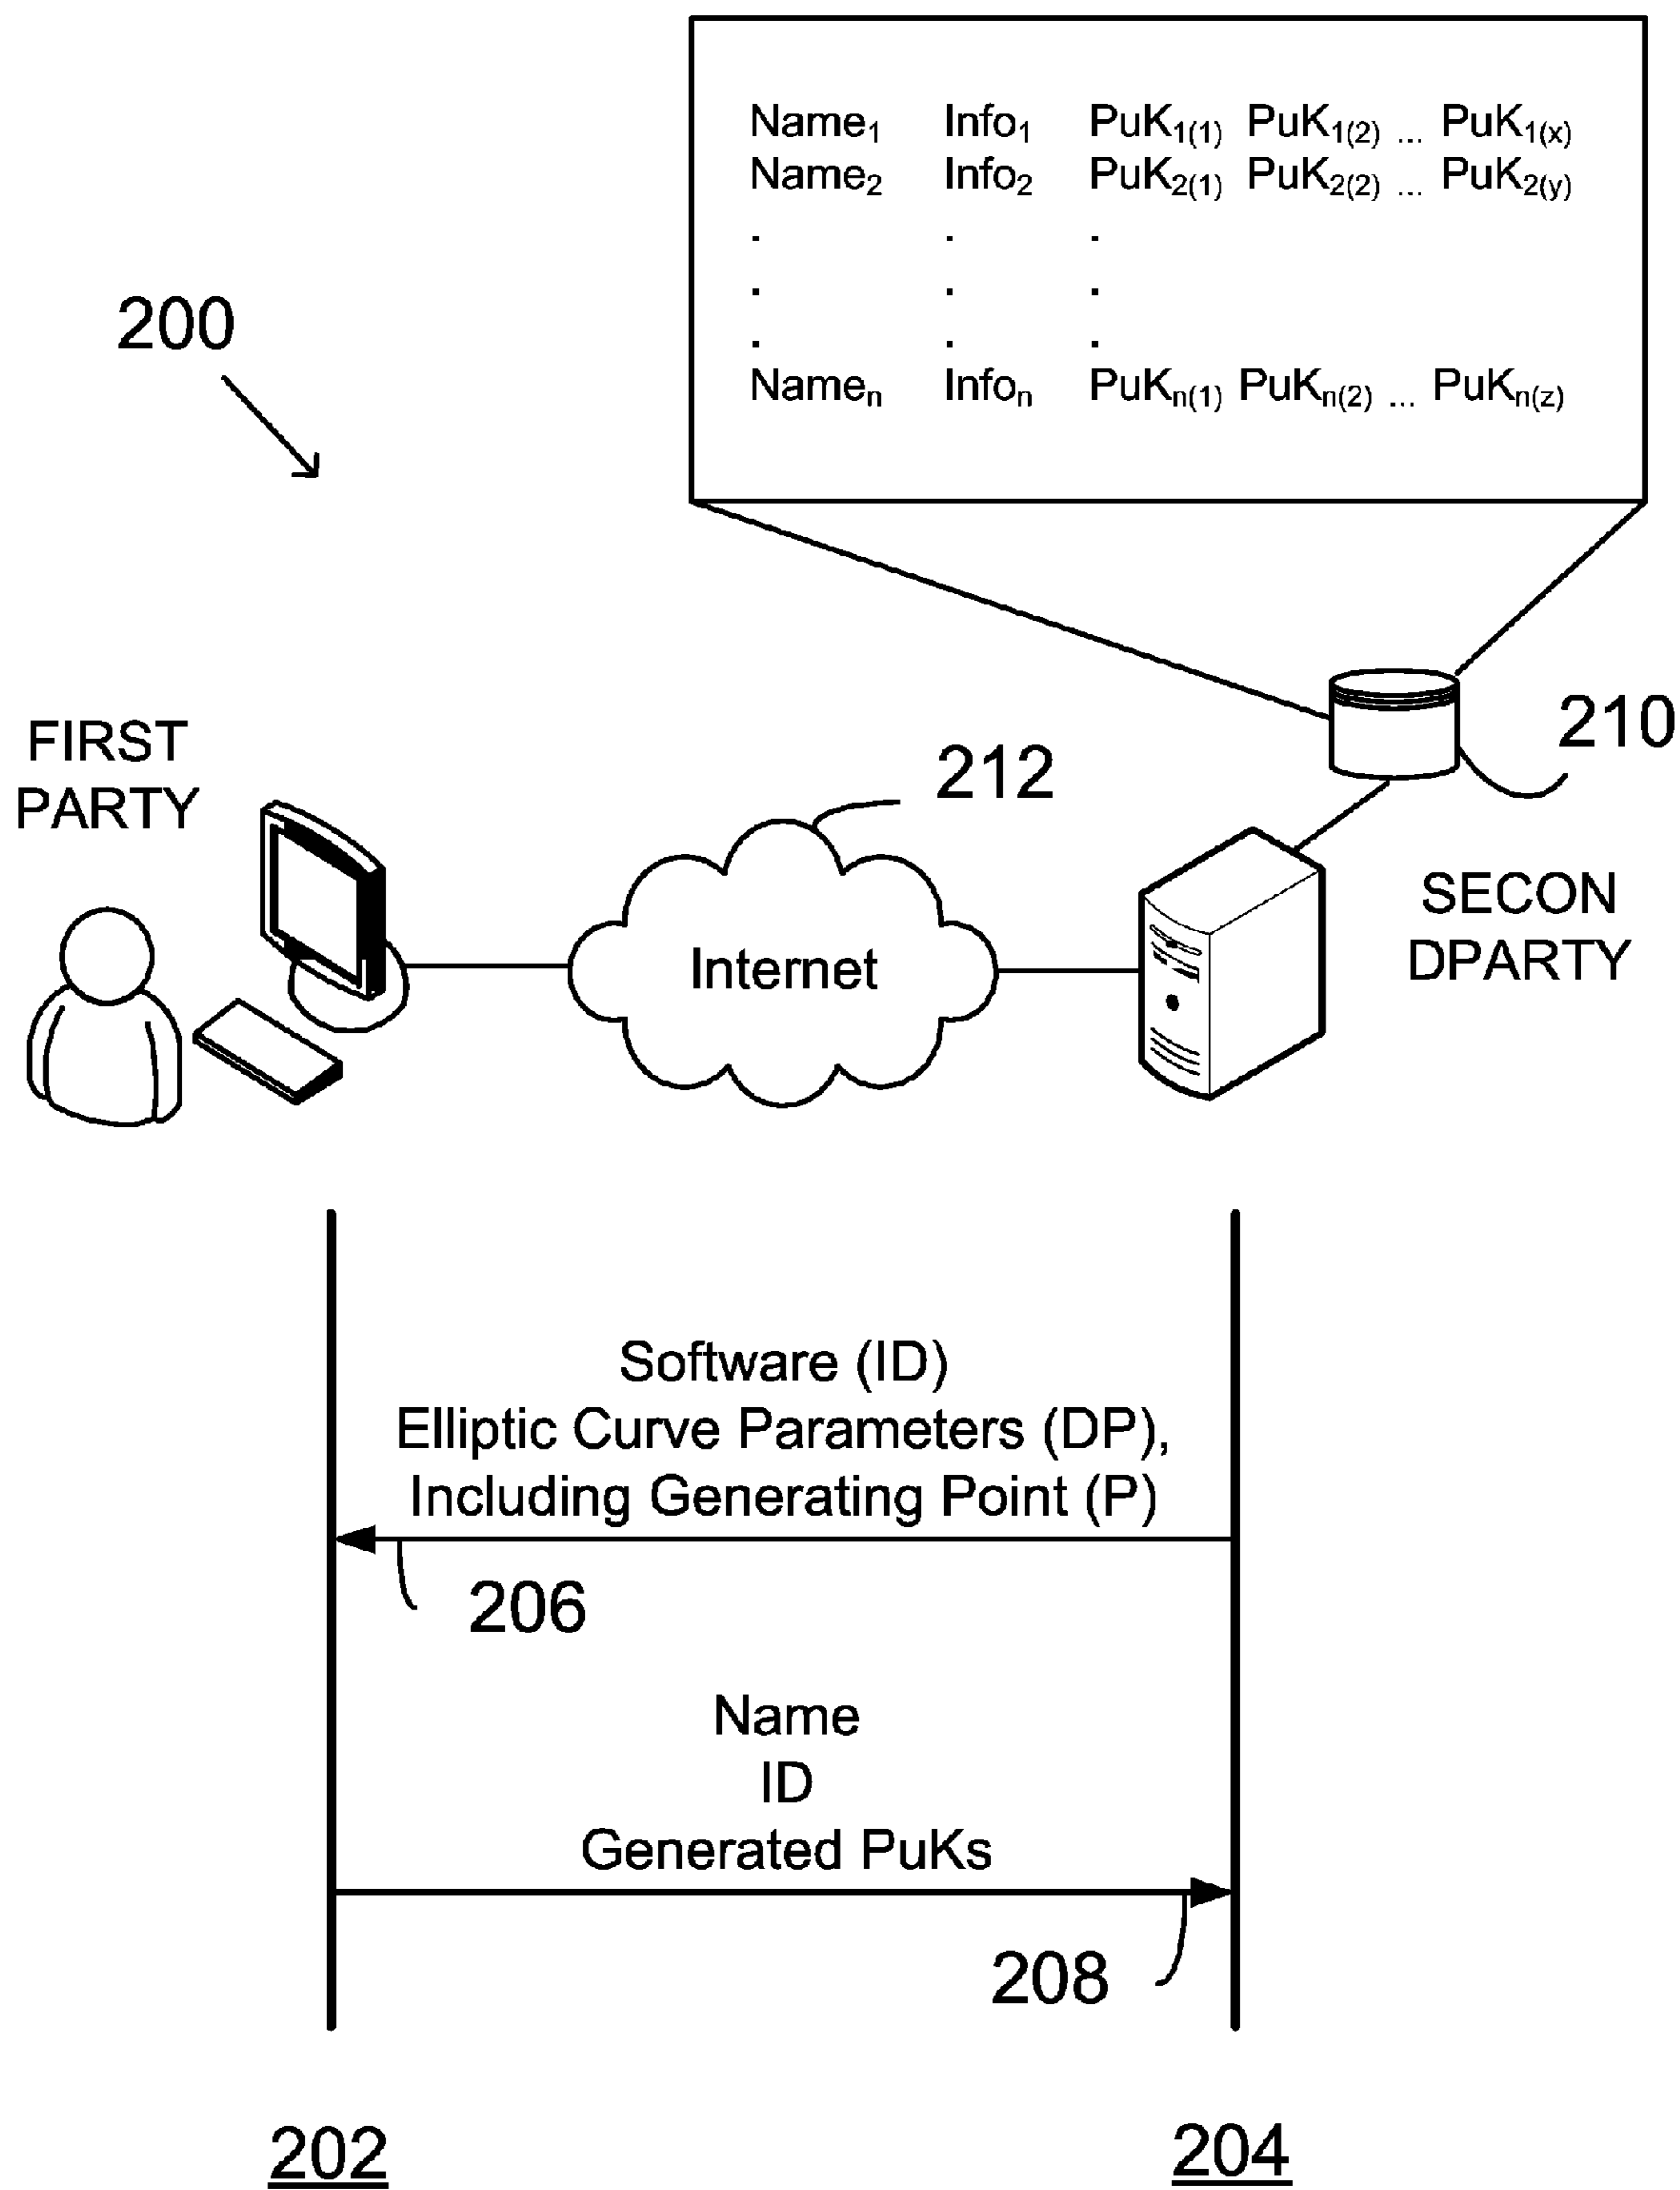 Name1 Info1 PuK1(1) PuK1(2) ... PuK1(x)
Name2 Info2 PuK2(1) PuK2(2) ... PuK2(y)
. . .
. . .
. . .
Namen Infon PuKn(1) PuKn(2) ... PuKn(z)
200
210
FIRST
PARTY
212
SECON
DPARTY
Internet
Software (ID)
Elliptic Curve Parameters (DP),
Including Generating Point (P)
206
Name
ID
Generated PuKs
208
202
204